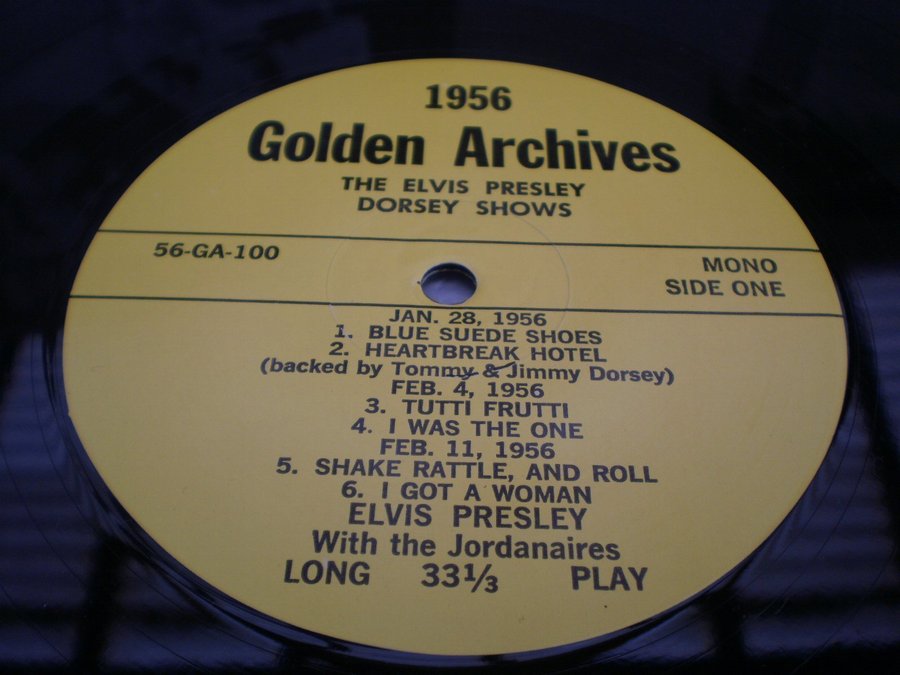 1956
Golden Archives
THE ELVIS PRESLEY
DORSEY SHOWS
56-GA-100
MONO
SIDE ONE
JAN. 28, 1956
1. BLUE SUEDE SHOES
2. HEARTBREAK HOTEL
(backed by Tommy & Jimmy Dorsey)
FEB. 4, 1956
3. TUTTI FRUTTI
4. I WAS THE ONE
FEB. 11, 1956
5. SHAKE RATTLE, AND ROLL
6. I GOT A WOMAN
ELVIS PRESLEY
With the Jordanaires
LONG 33⅓ PLAY